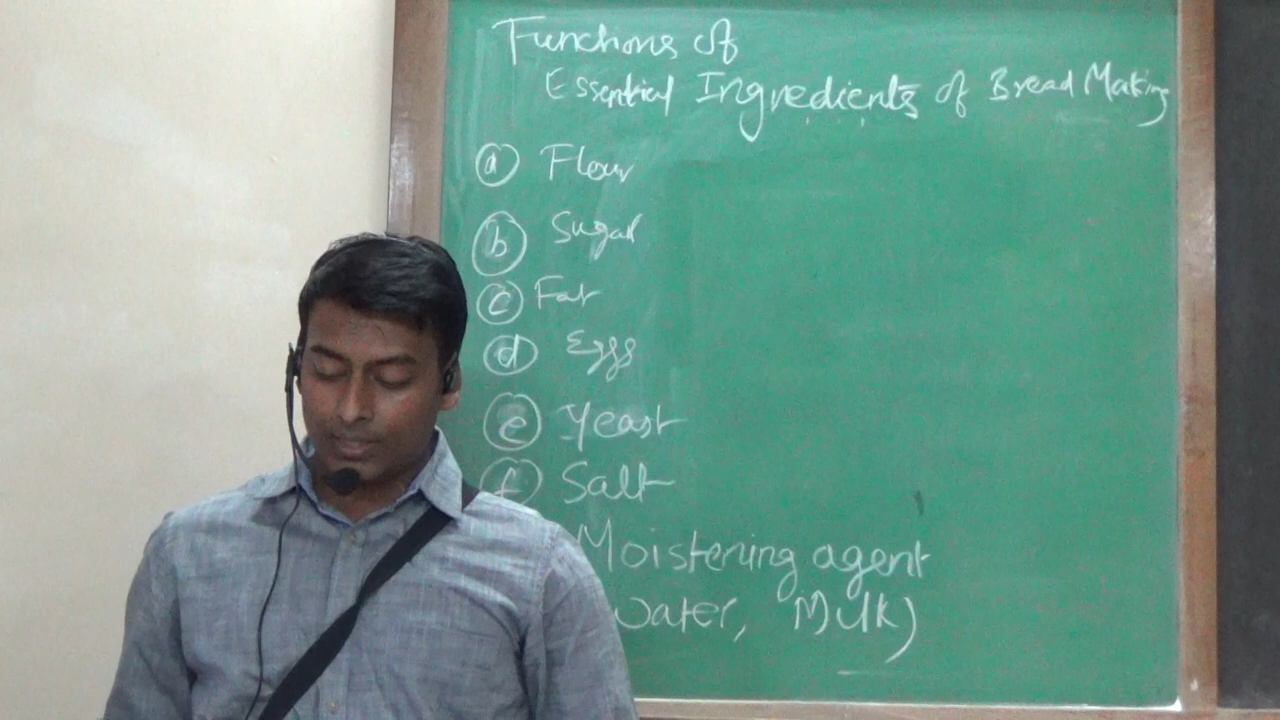 Functions of
Essential Ingredients of Bread Making
a Flour
b Sugar
c Fat
d Eggs
e Yeast
f Salt
Moistening agent
water, Milk)